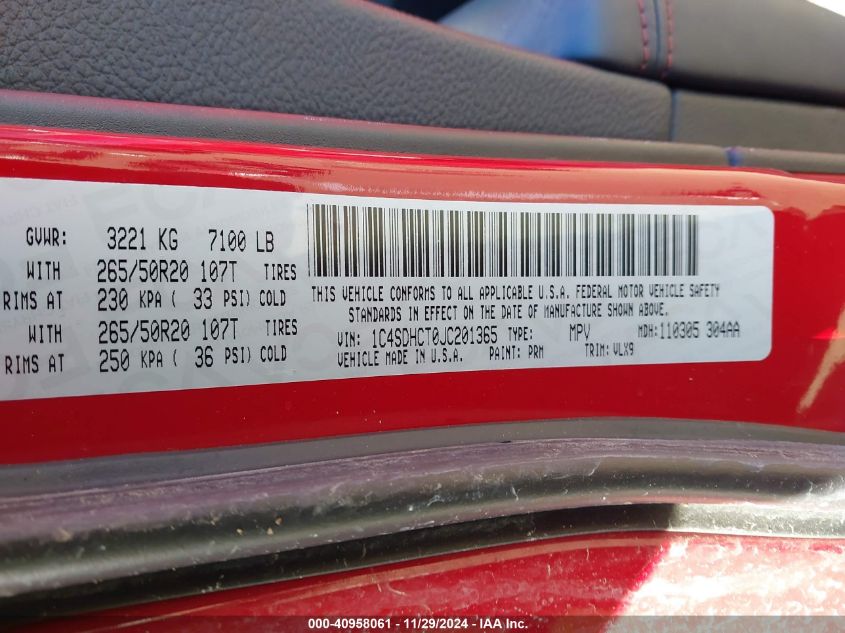 GVWR: 3221 KG 7100 LB
WITH 265/50R20 107T TIRES
RIMS AT 230 KPA ( 33 PSI) COLD
WITH 265/50R20 107T TIRES
RIMS AT 250 KPA ( 36 PSI) COLD
THIS VEHICLE CONFORMS TO ALL APPLICABLE U.S.A. FEDERAL MOTOR VEHICLE SAFETY
STANDARDS IN EFFECT ON THE DATE OF MANUFACTURE SHOWN ABOVE.
VIN: 1C4SDHCT0JC201365 TYPE: MPV MDH:110305 304AA
VEHICLE MADE IN U.S.A. PAINT: PRM TRIM: VLX9
000-40958061 - 11/29/2024 - IAA Inc.